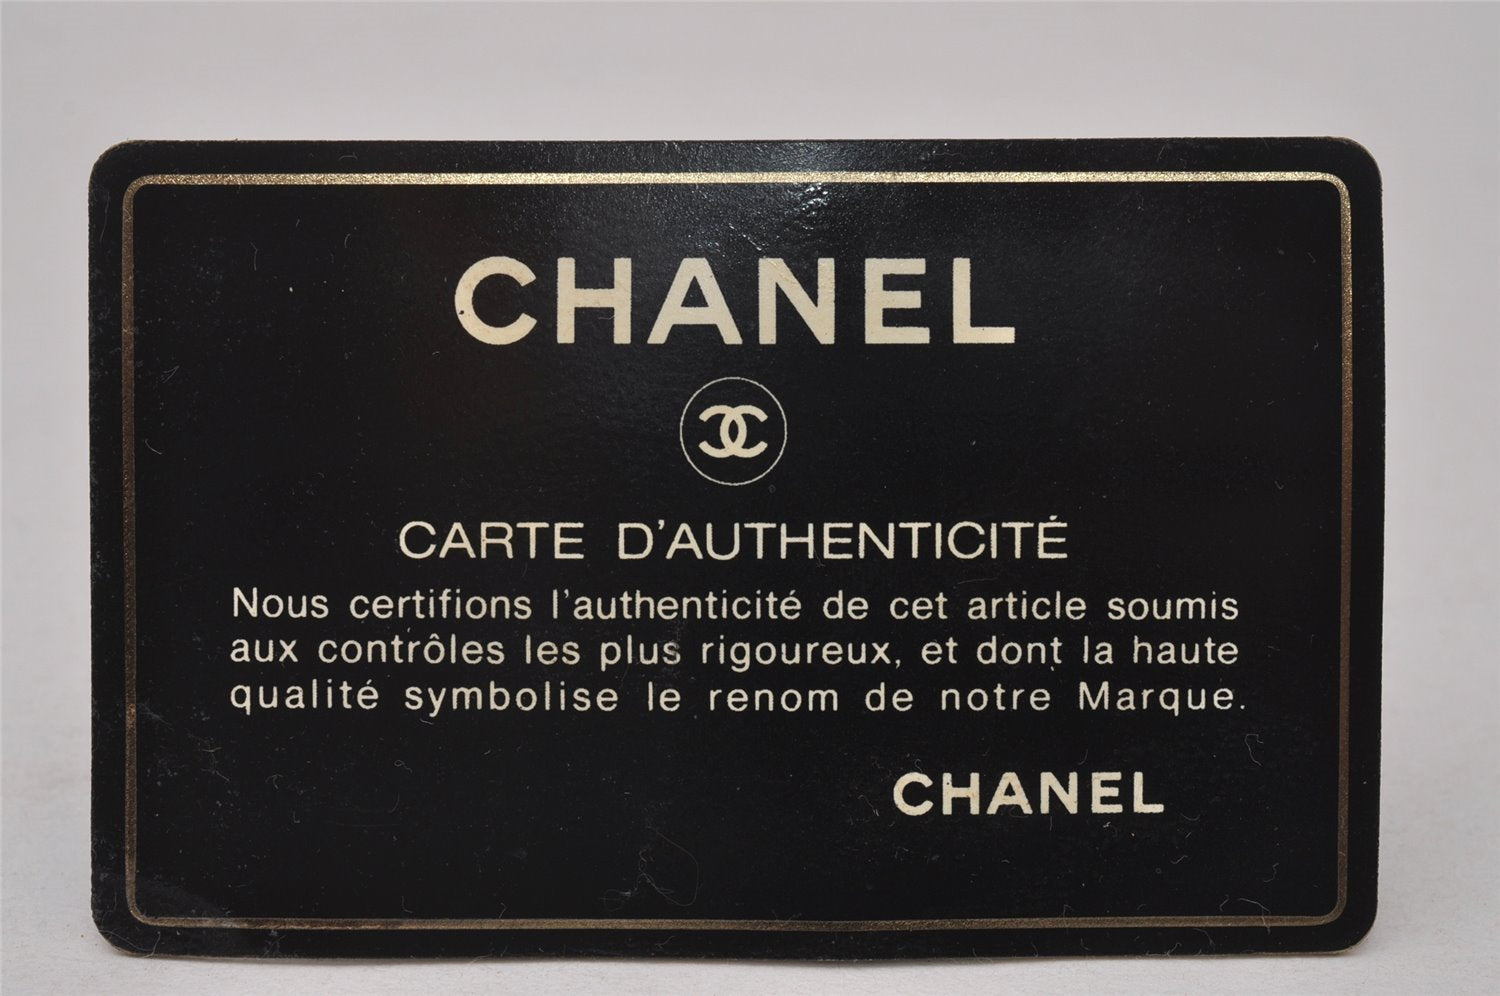 CHANEL
CARTE D'AUTHENTICITÉ
Nous certifions l'authenticité de cet article soumis
aux contrôles les plus rigoureux, et dont la haute
qualité symbolise le renom de notre Marque.
CHANEL